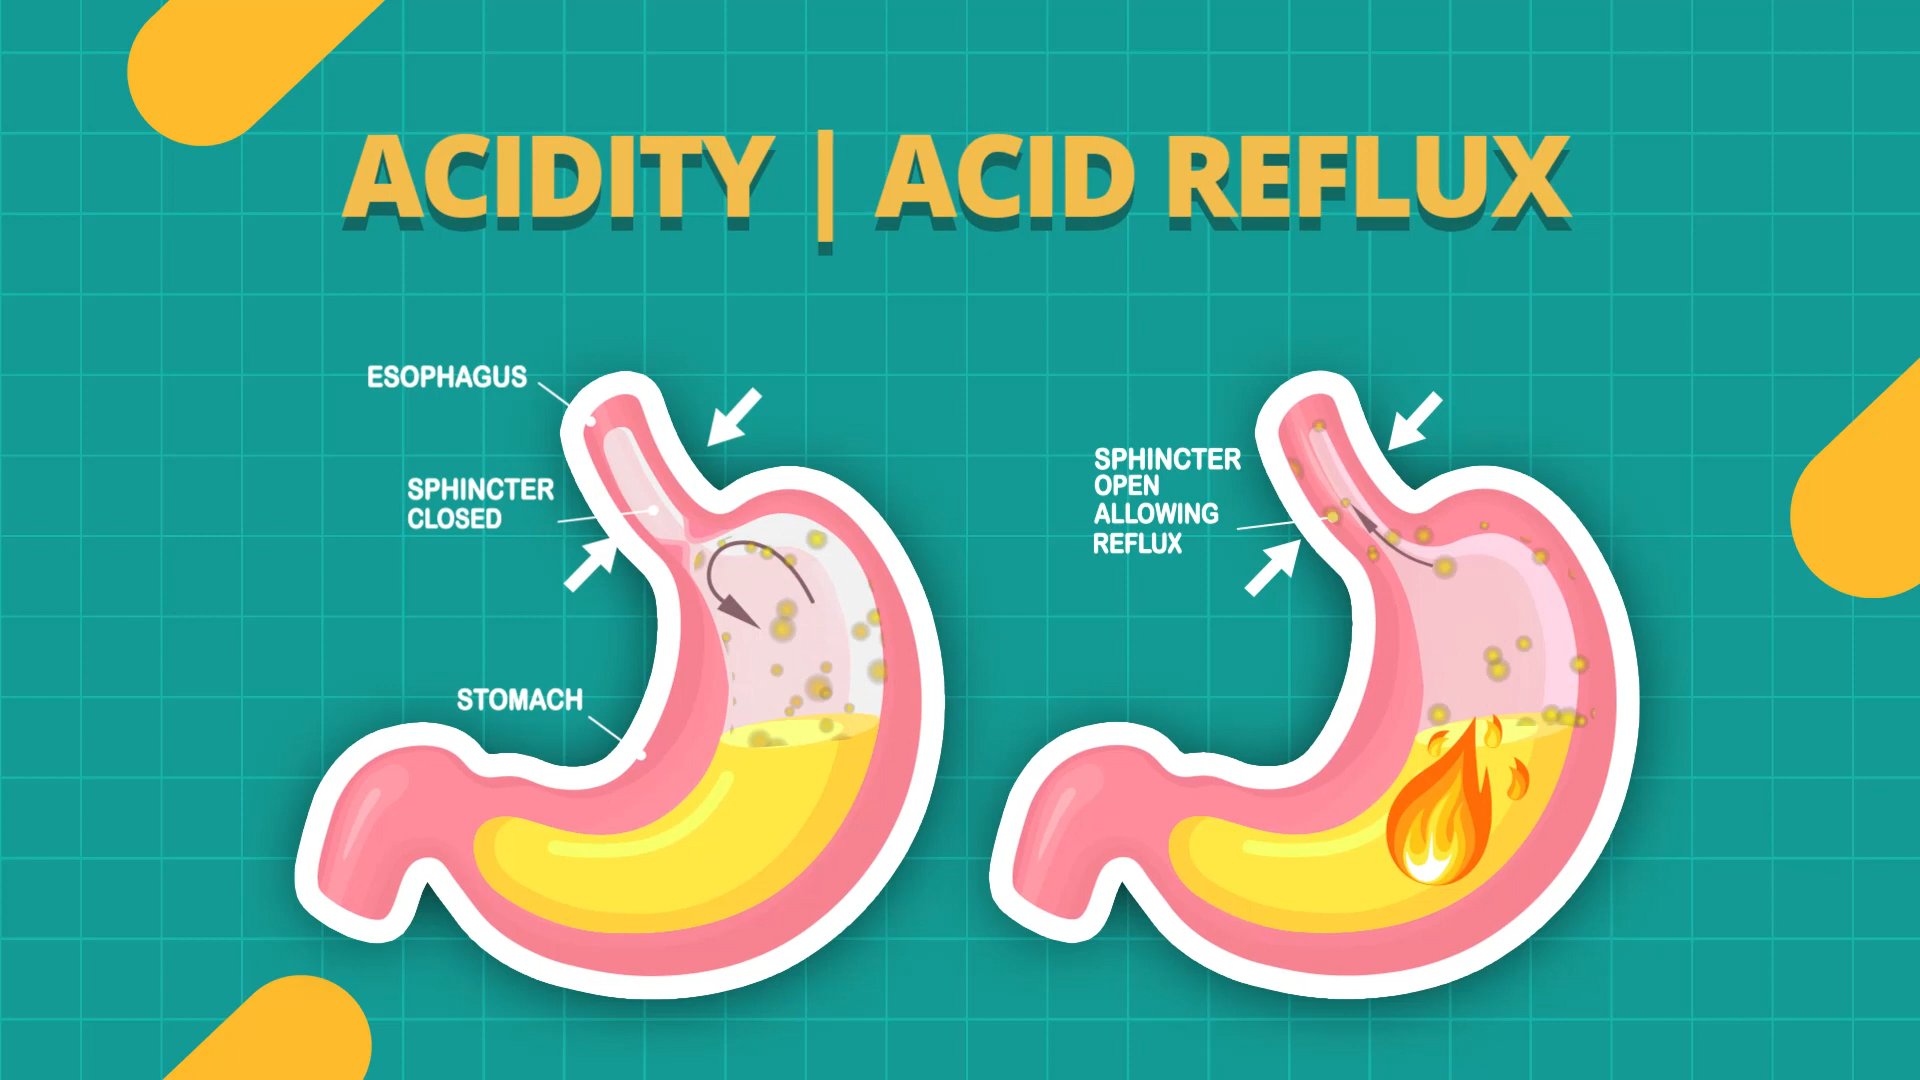 ACIDITY | ACID REFLUX
ESOPHAGUS
SPHINCTER
CLOSED
STOMACH
SPHINCTER
OPEN
ALLOWING
REFLUX